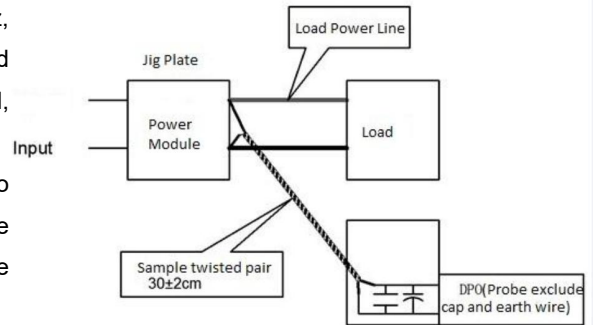 z,
d
l,
o
e
e
Load Power Line
Jig Plate
Power
Module
Load
Input
Sample twisted pair
30±2cm
DPO(Probe exclude
cap and earth wire)